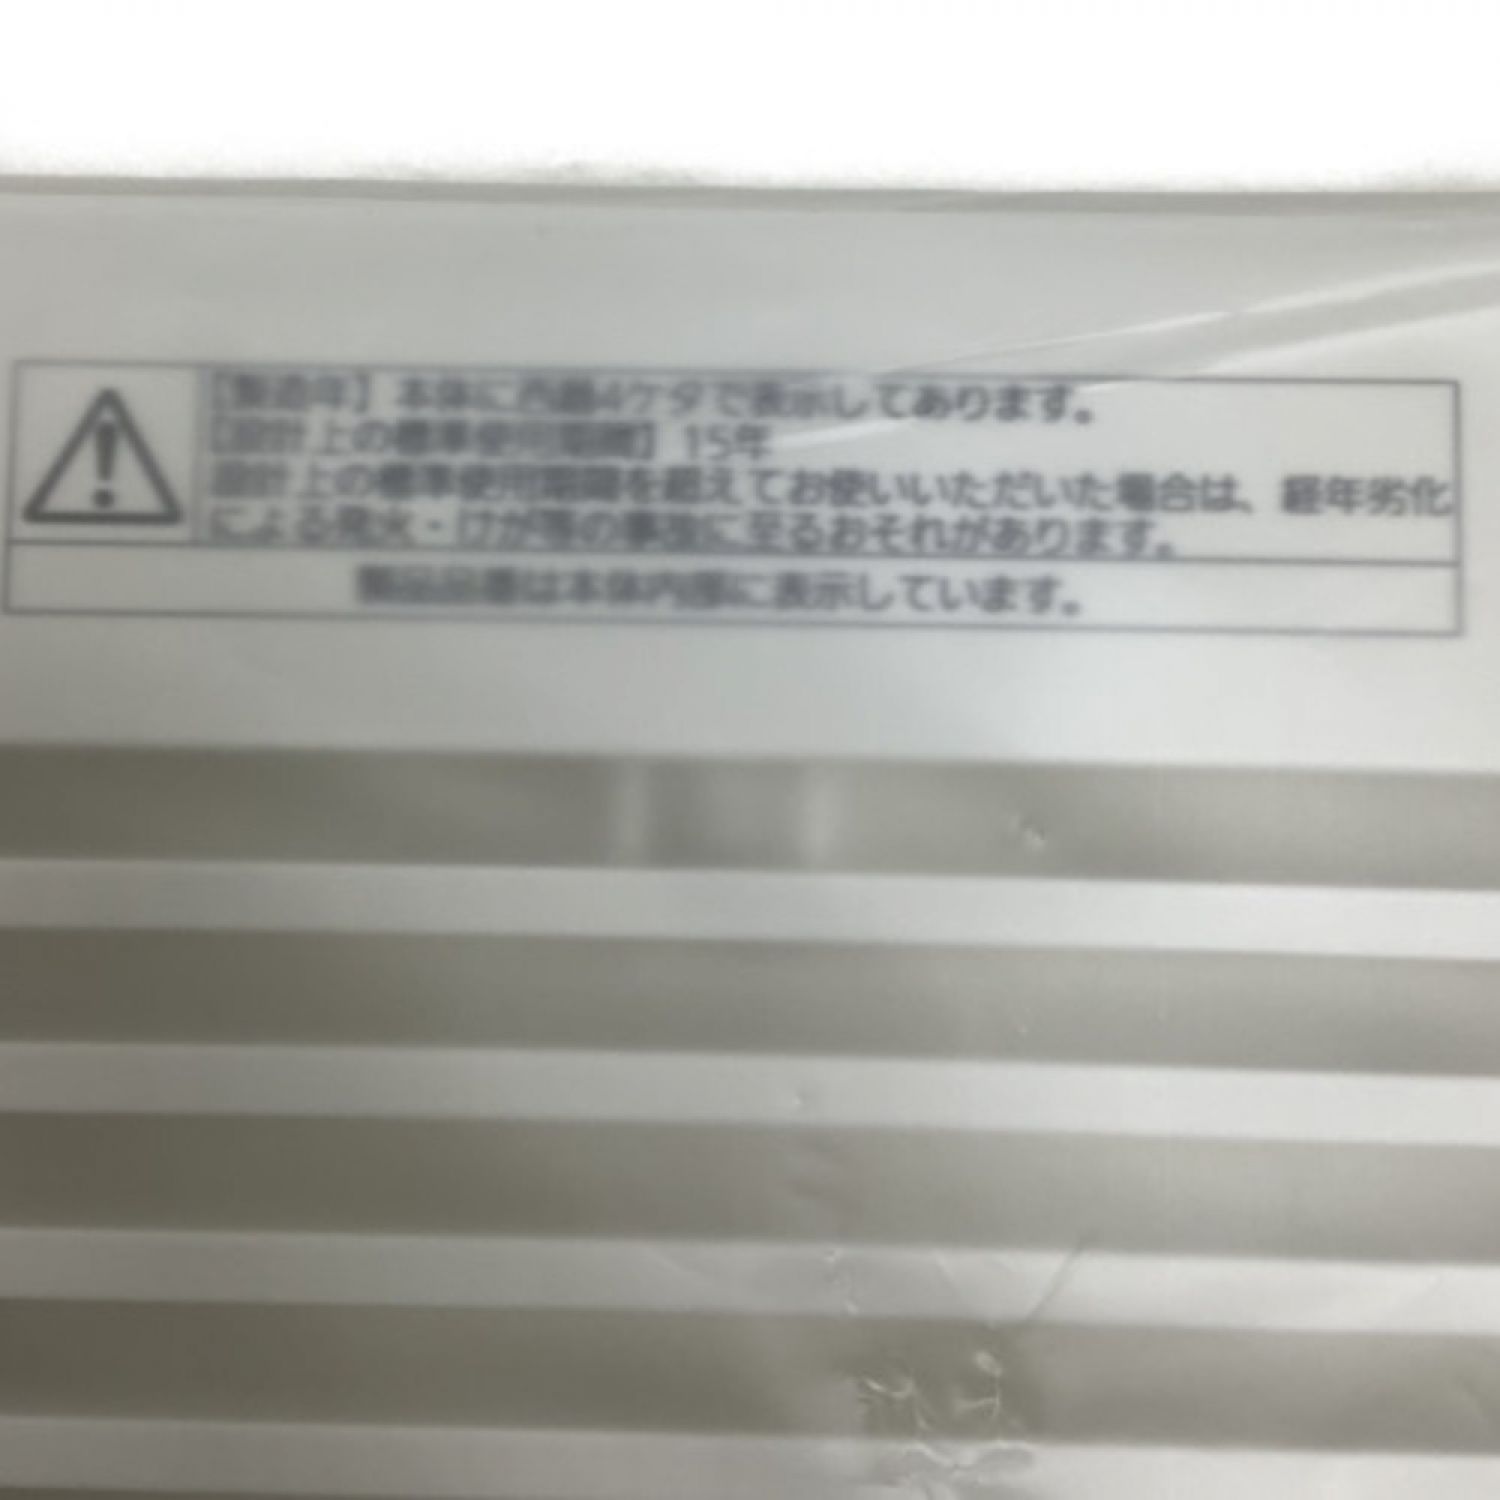 【製造年】本体に西暦4ケタで表示してあります。
【設計上の標準使用期間】15年
設計上の標準使用期間を超えてお使いいただいた場合は、経年劣化
による発火・けが等の事故に至るおそれがあります。
製品品番は本体内部に表示しています。